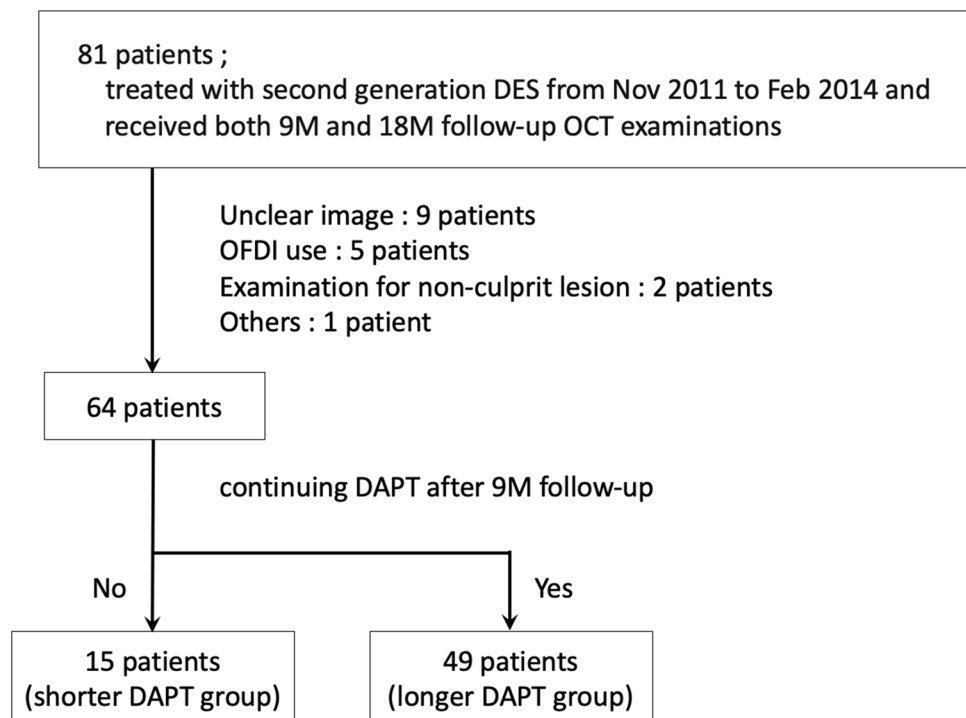 81 patients ;
treated with second generation DES from Nov 2011 to Feb 2014 and
received both 9M and 18M follow-up OCT examinations
Unclear image : 9 patients
OFDI use : 5 patients
Examination for non-culprit lesion : 2 patients
Others : 1 patient
64 patients
continuing DAPT after 9M follow-up
No
Yes
15 patients
(shorter DAPT group)
49 patients
(longer DAPT group)